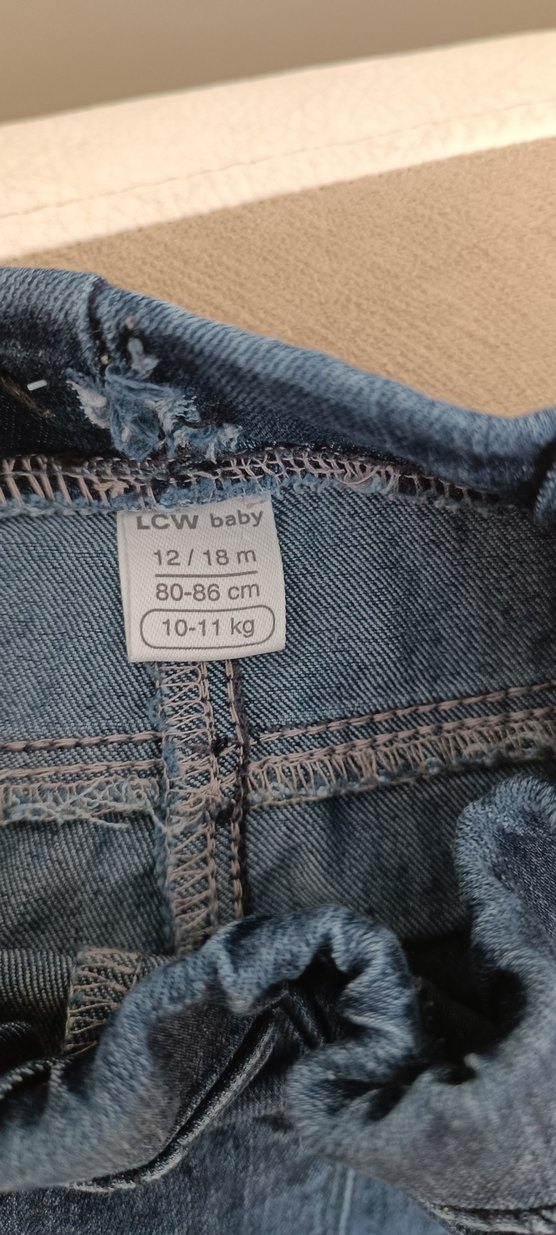 LCW baby
12 / 18 m
80-86 cm
10-11 kg